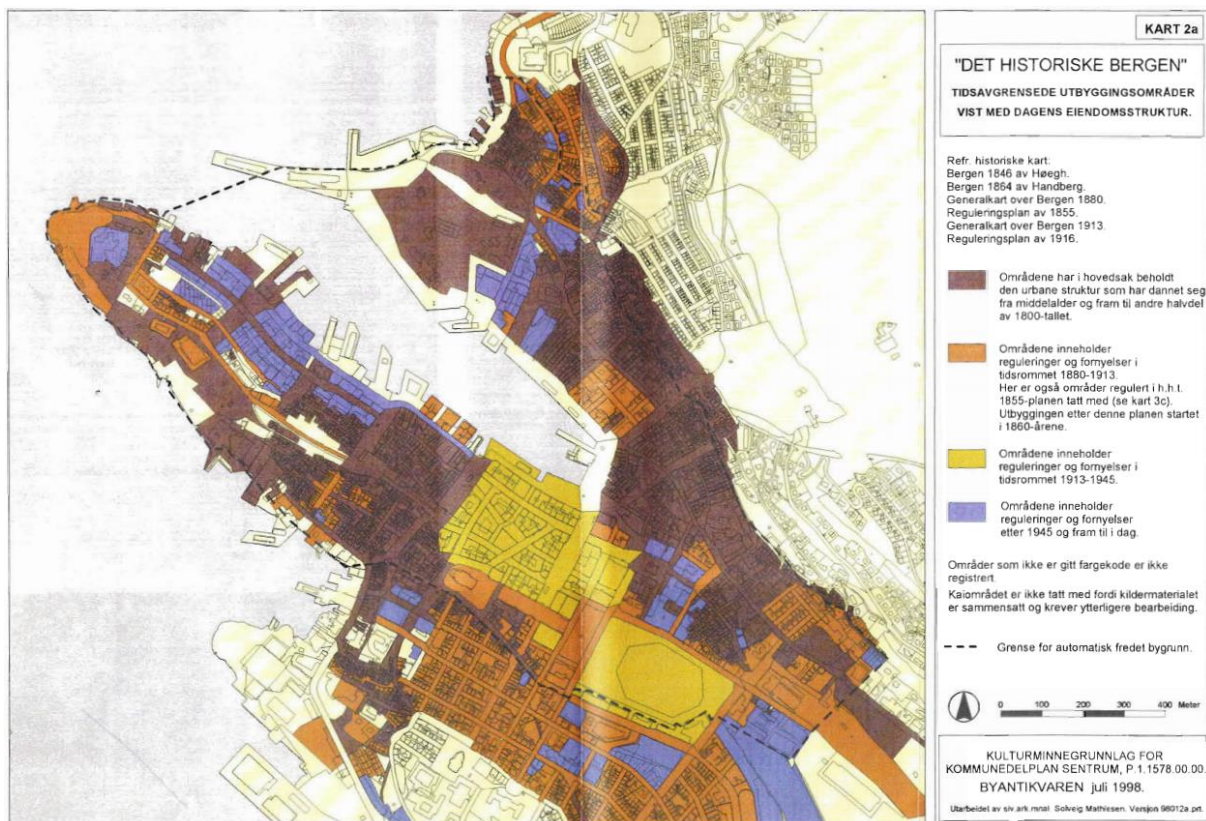 KART 2a
"DET HISTORISKE BERGEN"
TIDSAVGRENSEDE UTBYGGINGSOMRÅDER
VIST MED DAGENS EIENDOMSSTRUKTUR.
Refr. historiske kart:
Bergen 1846 av Høegh.
Bergen 1864 av Handberg.
Generalkart over Bergen 1880.
Reguleringsplan av 1855.
Generalkart over Bergen 1913.
Reguleringsplan av 1916.
Områdene har i hovedsak beholdt
den urbane struktur som har dannet seg
fra middelalder og fram til andre halvdel
av 1800-tallet.
Områdene inneholder
reguleringer og fornyelser i
tidsrommet 1880-1913.
Her er også områder regulert i h.h.t.
1855-planen tatt med (se kart 3c).
Utbyggingen etter denne planen startet
i 1860-årene.
Områdene inneholder
reguleringer og fornyelser i
tidsrommet 1913-1945.
Områdene inneholder
reguleringer og fornyelser
etter 1945 og fram til i dag.
Områder som ikke er gitt fargekode er ikke
registrert.
Kaiområdet er ikke tatt med fordi kildermaterialet
er sammensatt og krever ytterligere bearbeiding.
Grense for automatisk fredet bygrunn.
0 100 200 300 400 Meter
KULTURMINNEGRUNNLAG FOR
KOMMUNEDELPLAN SENTRUM, P.1.1578.00.00.
BYANTIKVAREN juli 1998.
Utarbeidet av siv.ark.mnal. Solveig Mathiesen. Versjon 98012a.prt.